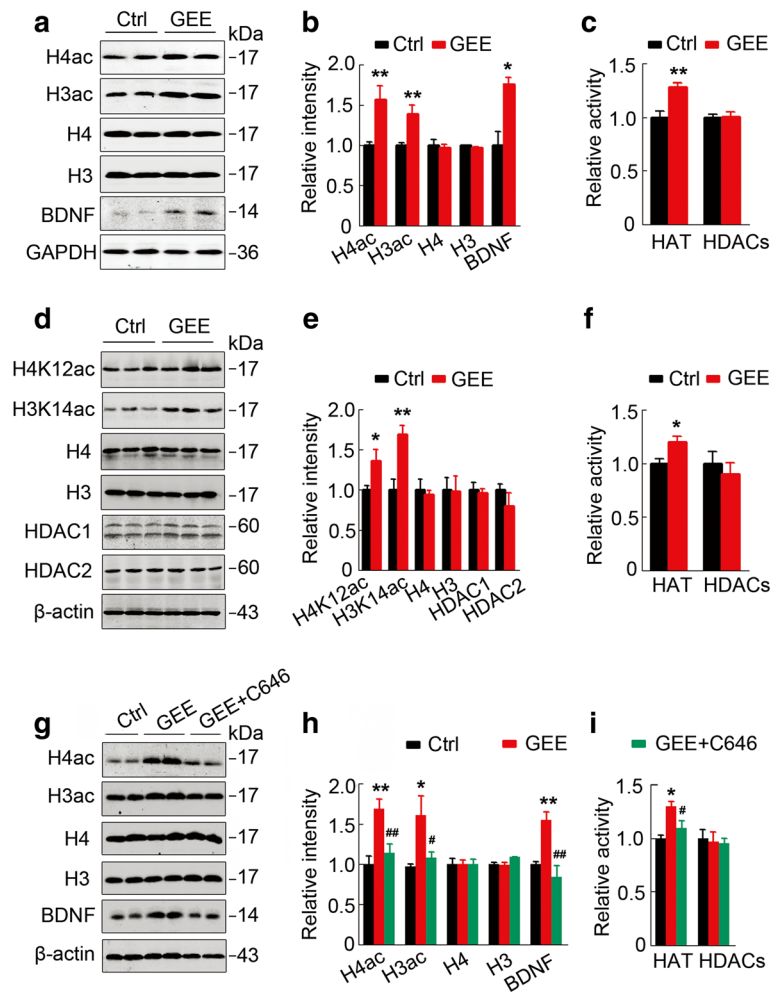 a
Ctrl GEE
kDa
H4ac -17
H3ac -17
H4 -17
H3 -17
BDNF -14
GAPDH -36
b
Ctrl GEE
Relative intensity
2.0
1.5
1.0
0.5
0
** ** *
H4ac H3ac H4 H3 BDNF
c
Ctrl GEE
Relative activity
1.5
1.0
0.5
0
**
HAT HDACs
d
Ctrl GEE
kDa
H4K12ac -17
H3K14ac -17
H4 -17
H3 -17
HDAC1 -60
HDAC2 -60
β-actin -43
e
Ctrl GEE
Relative intensity
2.0
1.5
1.0
0.5
0
* **
H4K12ac H3K14ac H4 H3 HDAC1 HDAC2
f
Ctrl GEE
Relative activity
1.5
1.0
0.5
0
*
HAT HDACs
g
Ctrl GEE GEE+C646
kDa
H4ac -17
H3ac -17
H4 -17
H3 -17
BDNF -14
β-actin -43
h
Ctrl GEE
Relative intensity
2.0
1.5
1.0
0.5
0
** ## * # ** ##
H4ac H3ac H4 H3 BDNF
i
GEE+C646
Relative activity
1.5
1.0
0.5
0
* #
HAT HDACs